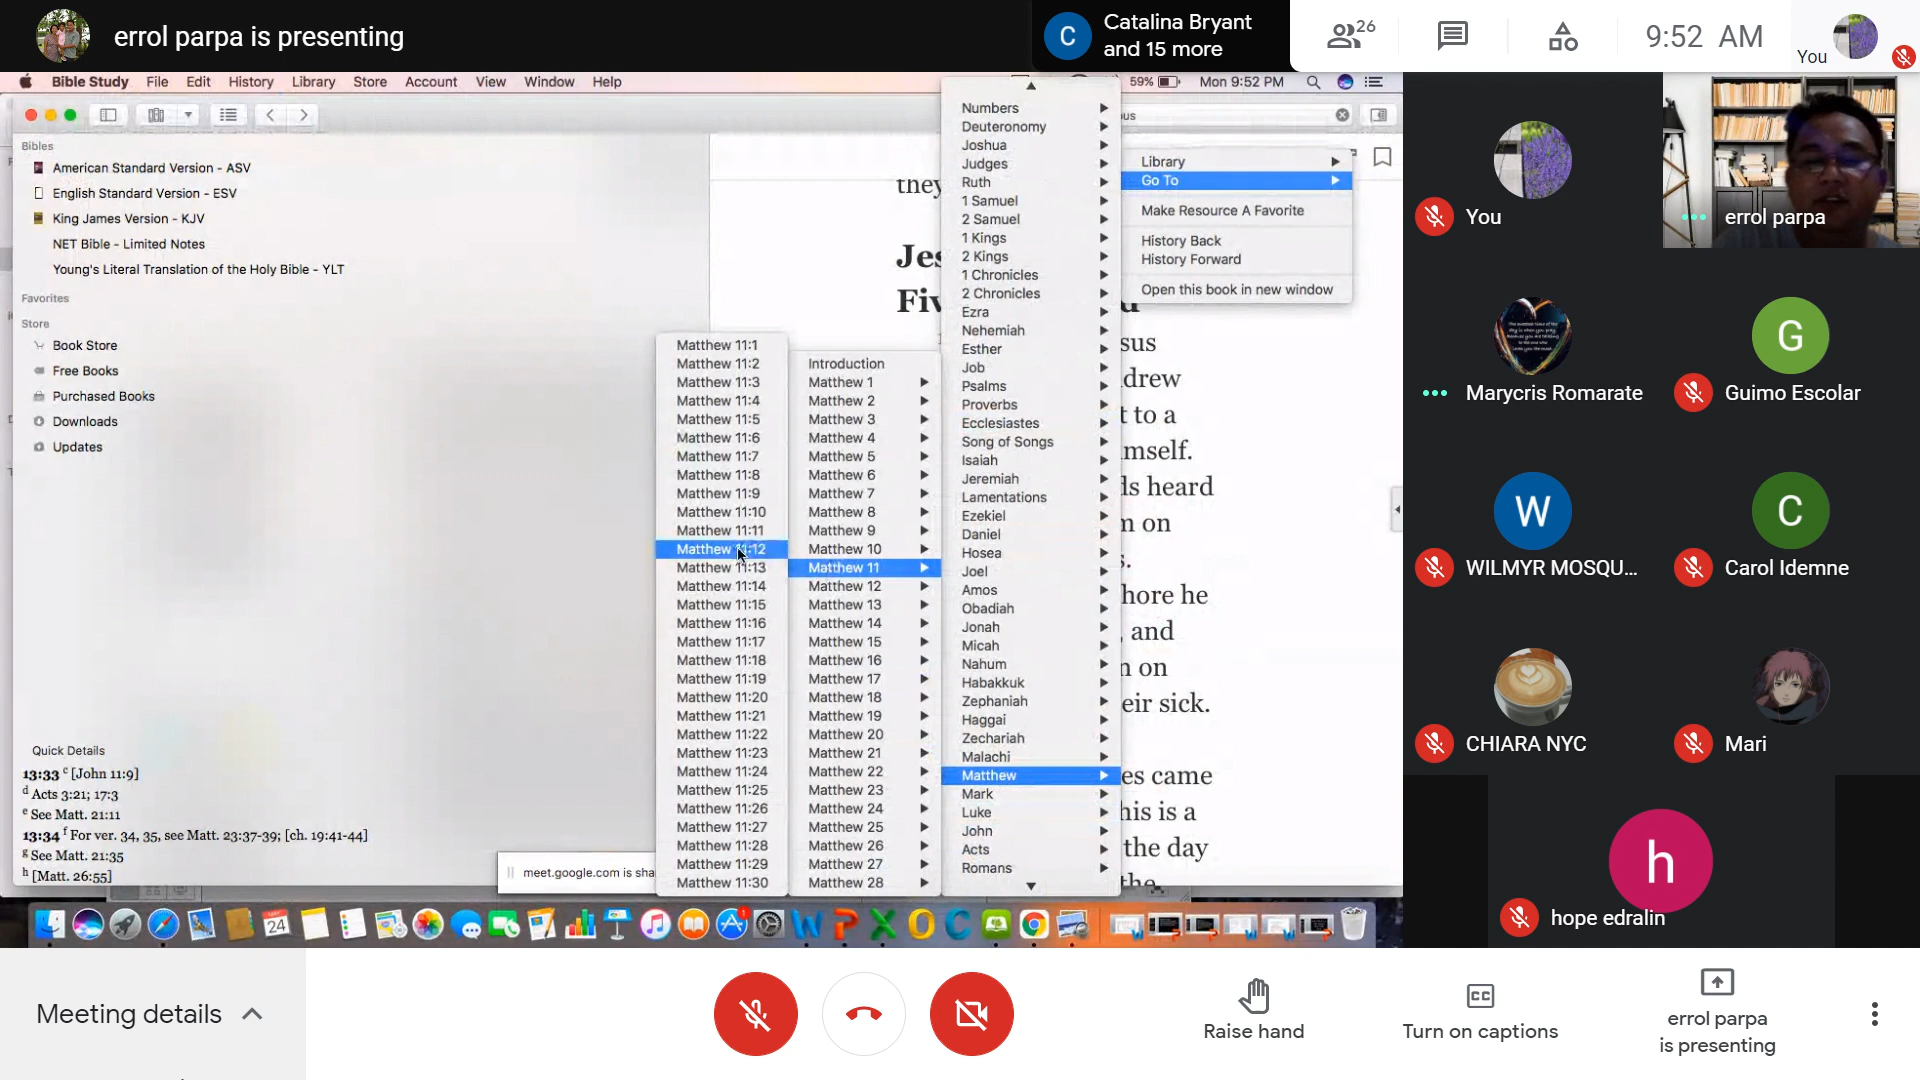 errol parpa is presenting
C
Catalina Bryant
and 15 more
26
9:52 AM
You
Bible Study File Edit History Library Store Account View Window Help
59% Mon 9:52 PM
Bibles
American Standard Version - ASV
English Standard Version - ESV
King James Version - KJV
NET Bible - Limited Notes
Young's Literal Translation of the Holy Bible - YLT
Favorites
Store
Book Store
Free Books
Purchased Books
Downloads
Updates
Quick Details
13:33 c [John 11:9]
d Acts 3:21; 17:3
e See Matt. 21:11
13:34 f For ver. 34, 35, see Matt. 23:37-39; [ch. 19:41-44]
g See Matt. 21:35
h [Matt. 26:55]
meet.google.com is sha
Matthew 11:1
Matthew 11:2
Matthew 11:3
Matthew 11:4
Matthew 11:5
Matthew 11:6
Matthew 11:7
Matthew 11:8
Matthew 11:9
Matthew 11:10
Matthew 11:11
Matthew 11:12
Matthew 11:13
Matthew 11:14
Matthew 11:15
Matthew 11:16
Matthew 11:17
Matthew 11:18
Matthew 11:19
Matthew 11:20
Matthew 11:21
Matthew 11:22
Matthew 11:23
Matthew 11:24
Matthew 11:25
Matthew 11:26
Matthew 11:27
Matthew 11:28
Matthew 11:29
Matthew 11:30
Introduction
Matthew 1
Matthew 2
Matthew 3
Matthew 4
Matthew 5
Matthew 6
Matthew 7
Matthew 8
Matthew 9
Matthew 10
Matthew 11
Matthew 12
Matthew 13
Matthew 14
Matthew 15
Matthew 16
Matthew 17
Matthew 18
Matthew 19
Matthew 20
Matthew 21
Matthew 22
Matthew 23
Matthew 24
Matthew 25
Matthew 26
Matthew 27
Matthew 28
Numbers
Deuteronomy
Joshua
Judges
Ruth
1 Samuel
2 Samuel
1 Kings
2 Kings
1 Chronicles
2 Chronicles
Ezra
Nehemiah
Esther
Job
Psalms
Proverbs
Ecclesiastes
Song of Songs
Isaiah
Jeremiah
Lamentations
Ezekiel
Daniel
Hosea
Joel
Amos
Obadiah
Jonah
Micah
Nahum
Habakkuk
Zephaniah
Haggai
Zechariah
Malachi
Matthew
Mark
Luke
John
Acts
Romans
Library
Go To
Make Resource A Favorite
History Back
History Forward
Open this book in new window
ous
they
Jes
Fiv d
sus
drew
t to a
mself.
ds heard
m on
s.
hore he
, and
n on
eir sick.
es came
his is a
the day
the
24
1
You
errol parpa
Marycris Romarate
G
Guimo Escolar
W
WILMYR MOSQU...
C
Carol Idemne
CHIARA NYC
Mari
h
hope edralin
Meeting details
Raise hand
CC
Turn on captions
errol parpa
is presenting